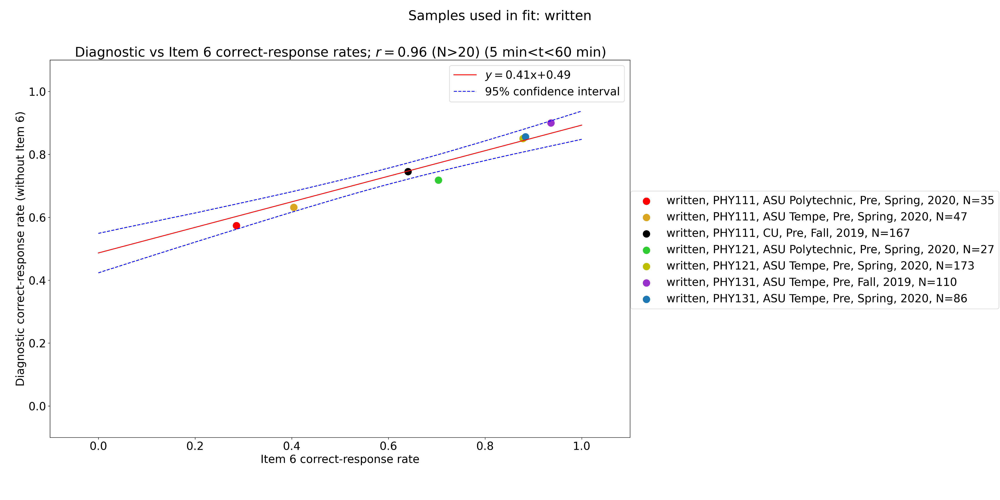 Samples used in fit: written
Diagnostic vs Item 6 correct-response rates; r = 0.96 (N>20) (5 min<t<60 min)
y = 0.41x+0.49
95% confidence interval
Diagnostic correct-response rate (without Item 6)
1.0
0.8
0.6
0.4
0.2
0.0
0.0 0.2 0.4 0.6 0.8 1.0
Item 6 correct-response rate
written, PHY111, ASU Polytechnic, Pre, Spring, 2020, N=35
written, PHY111, ASU Tempe, Pre, Spring, 2020, N=47
written, PHY111, CU, Pre, Fall, 2019, N=167
written, PHY121, ASU Polytechnic, Pre, Spring, 2020, N=27
written, PHY121, ASU Tempe, Pre, Spring, 2020, N=173
written, PHY131, ASU Tempe, Pre, Fall, 2019, N=110
written, PHY131, ASU Tempe, Pre, Spring, 2020, N=86